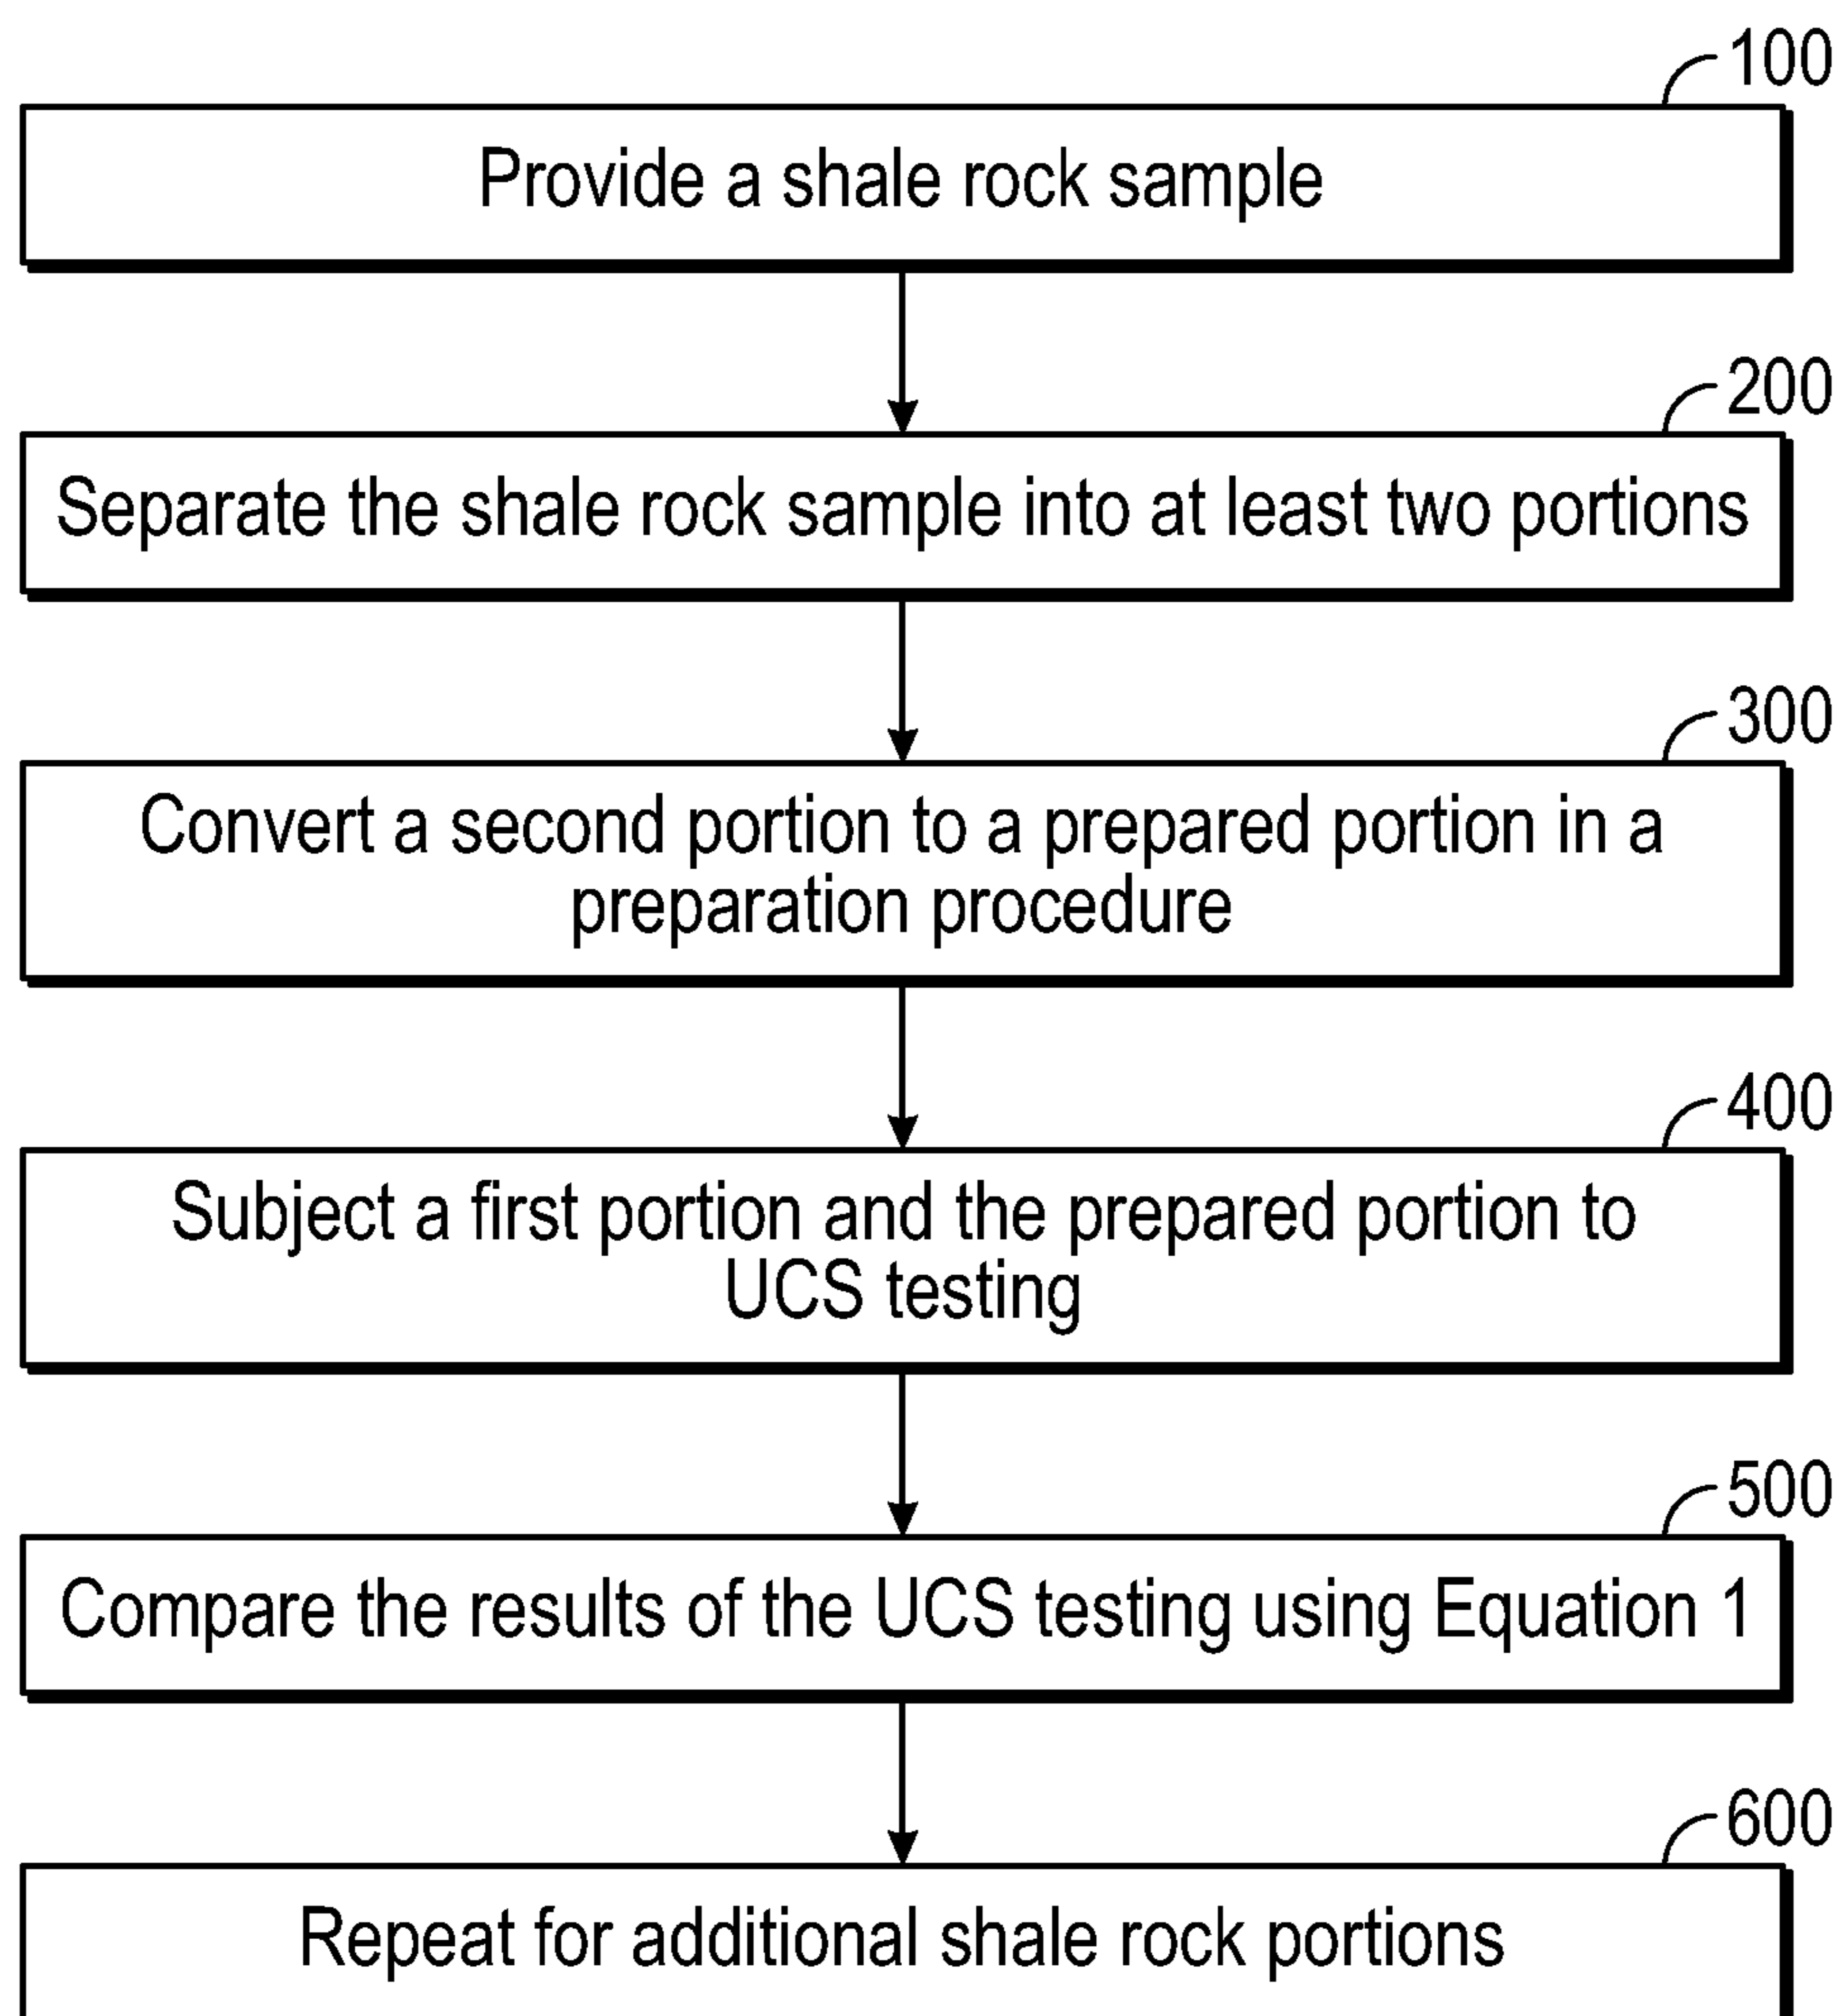 100
Provide a shale rock sample
200
Separate the shale rock sample into at least two portions
300
Convert a second portion to a prepared portion in a
preparation procedure
400
Subject a first portion and the prepared portion to
UCS testing
500
Compare the results of the UCS testing using Equation 1
600
Repeat for additional shale rock portions